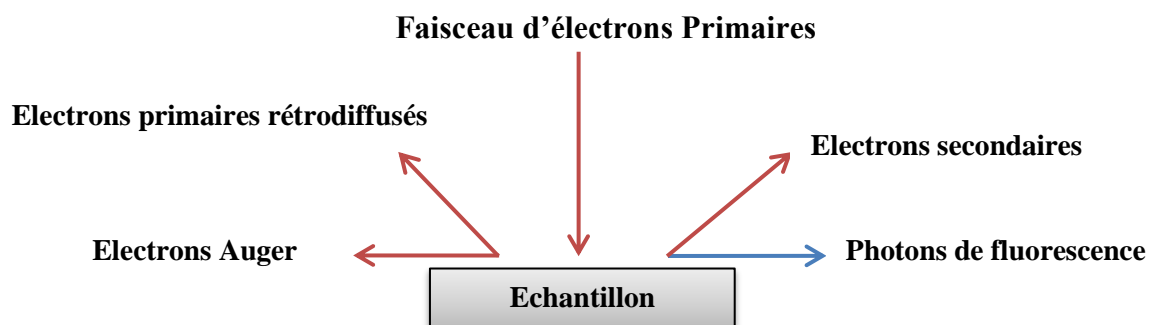 Faisceau d’électrons Primaires
Electrons primaires rétrodiffusés
Electrons secondaires
Electrons Auger
Photons de fluorescence
Echantillon